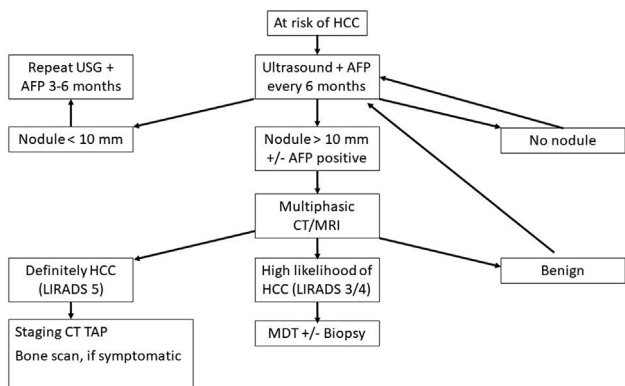 At risk of HCC
Repeat USG +
AFP 3-6 months
Ultrasound + AFP
every 6 months
Nodule < 10 mm
Nodule > 10 mm
+/- AFP positive
No nodule
Multiphasic
CT/MRI
Definitely HCC
(LIRADS 5)
High likelihood of
HCC (LIRADS 3/4)
Benign
Staging CT TAP
Bone scan, if symptomatic
MDT +/- Biopsy